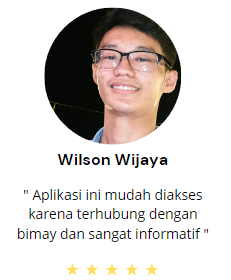 Wilson Wijaya
" Aplikasi ini mudah diakses
karena terhubung dengan
bimay dan sangat informatif "